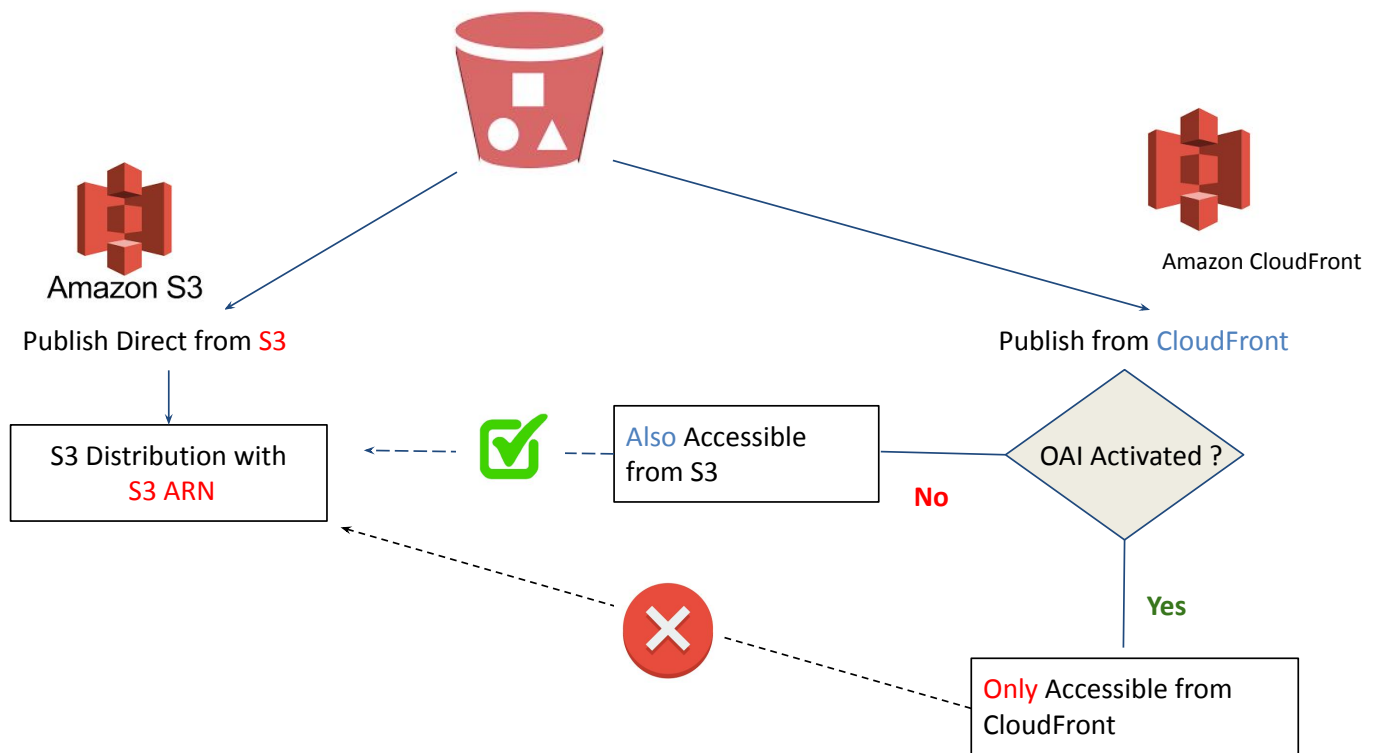 Amazon S3
Amazon CloudFront
Publish Direct from S3
Publish from CloudFront
S3 Distribution with
S3 ARN
Also Accessible
from S3
No
OAI Activated ?
Yes
Only Accessible from
CloudFront